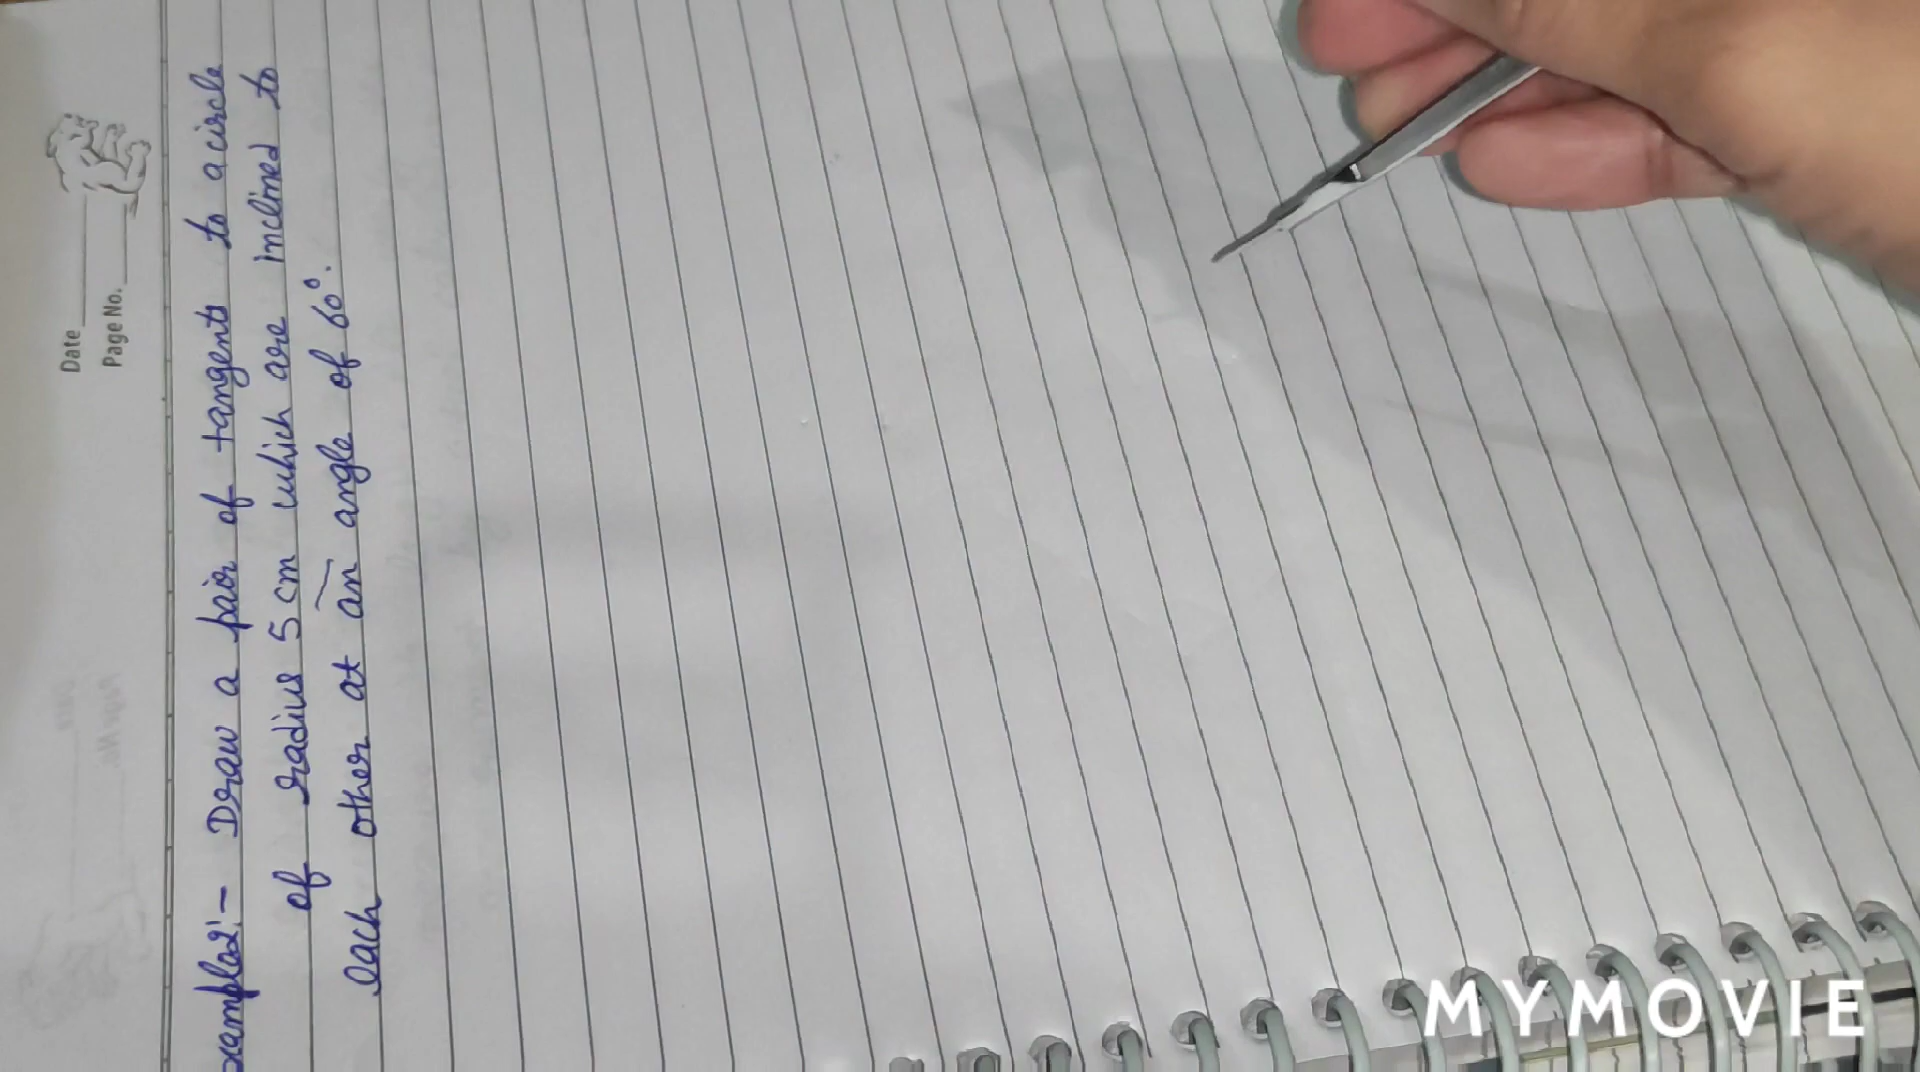 Date
Page No.
Example2:- Draw a pair of tangents to a circle
of radius 5 cm which are inclined to
each other at an angle of 60°.
MYMOVIE